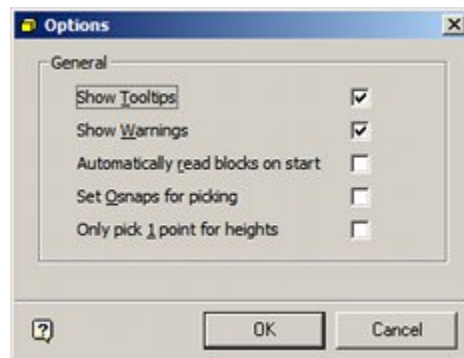 Options
General
Show Tooltips
Show Warnings
Automatically read blocks on start
Set Osnaps for picking
Only pick 1 point for heights
OK Cancel